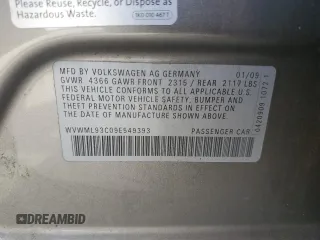 Please Reuse, Recycle, or Dispose as
Hazardous Waste.
MFD BY VOLKSWAGEN AG GERMANY 01/09
GVWR 4366 GAWR FRONT 2315 / REAR 2117 LBS
THIS VEHICLE CONFORMS TO ALL APPLICABLE U.S.
FEDERAL MOTOR VEHICLE SAFETY, BUMPER AND
THEFT PREVENTION STANDARDS IN EFFECT ON THE
DATE OF MANUFACTURE SHOWN ABOVE.
WVWML93C09E549393 PASSENGER CAR
DREAMBID